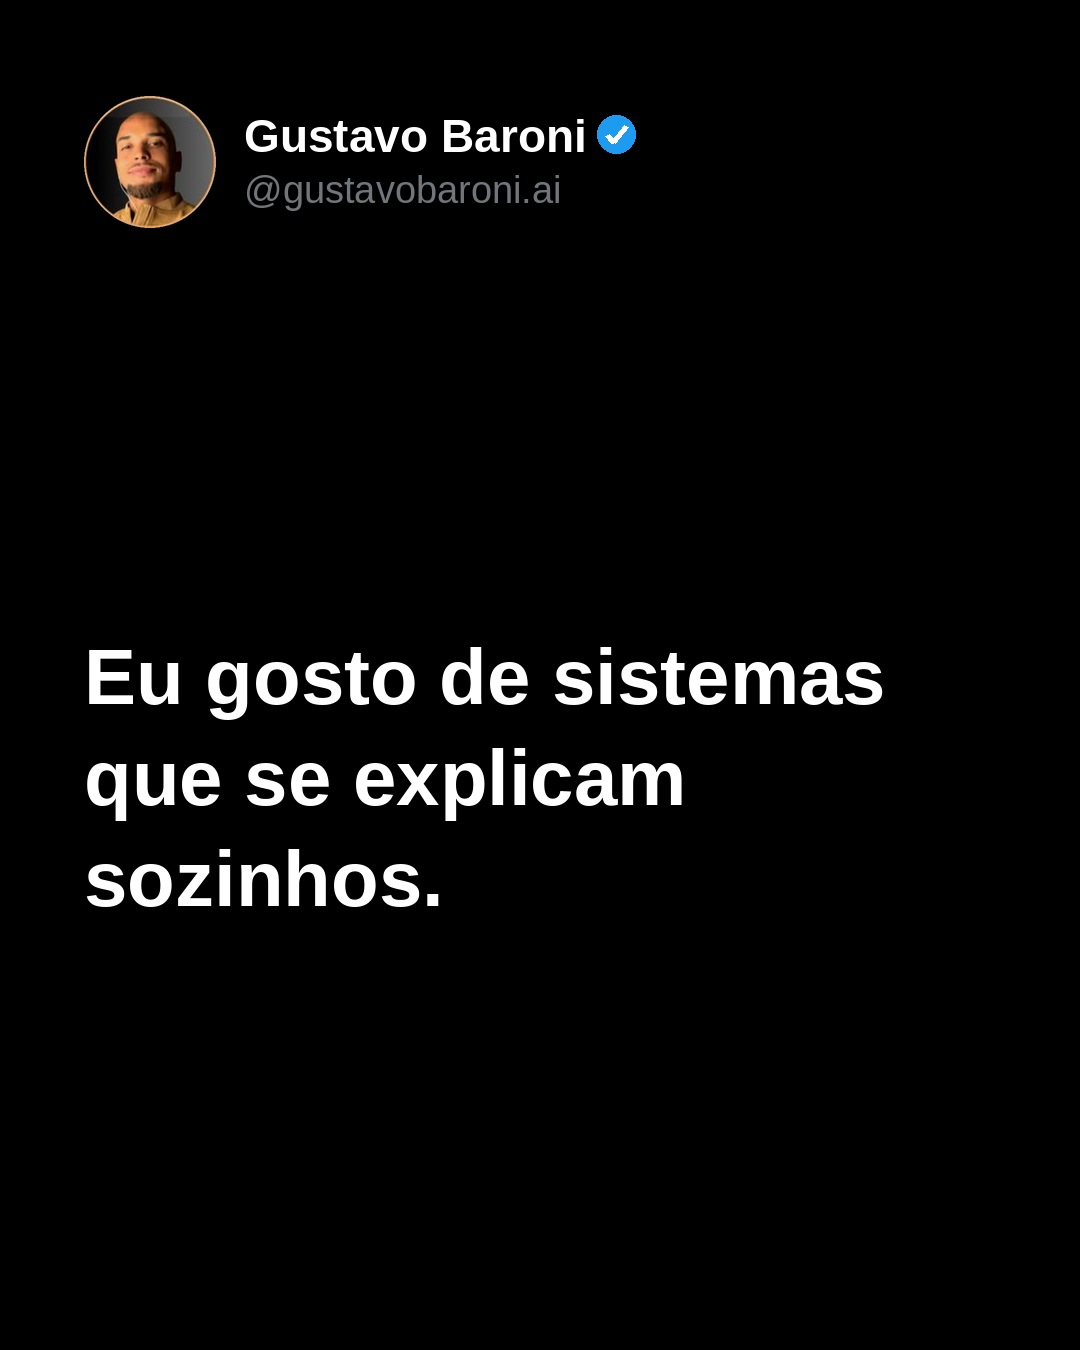 Gustavo Baroni
@gustavobaroni.ai
Eu gosto de sistemas
que se explicam
sozinhos.